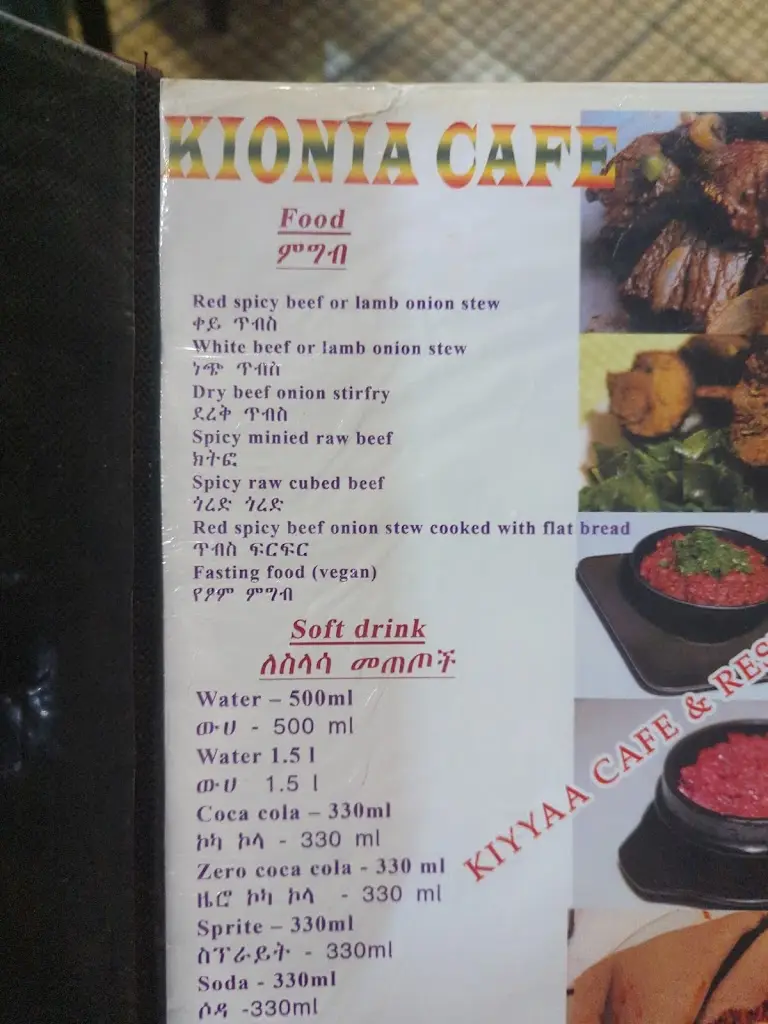 KIONIA CAFE
Food
ምግብ
Red spicy beef or lamb onion stew
ቀይ ጥብስ
White beef or lamb onion stew
ነጭ ጥብስ
Dry beef onion stirfry
ደረቅ ጥብስ
Spicy minied raw beef
ክትፎ
Spicy raw cubed beef
ጎረድ ጎረድ
Red spicy beef onion stew cooked with flat bread
ጥብስ ፍርፍር
Fasting food (vegan)
የፆም ምግብ
Soft drink
ለስላሳ መጠጦች
Water – 500ml
ውሀ - 500 ml
Water 1.5 l
ውሀ 1.5 l
Coca cola – 330ml
ኮካ ኮላ - 330 ml
Zero coca cola - 330 ml
ዜሮ ኮካ ኮላ - 330 ml
Sprite – 330ml
ስፕራይት - 330ml
Soda - 330ml
ሶዳ -330ml
KIYYAA CAFE & RES